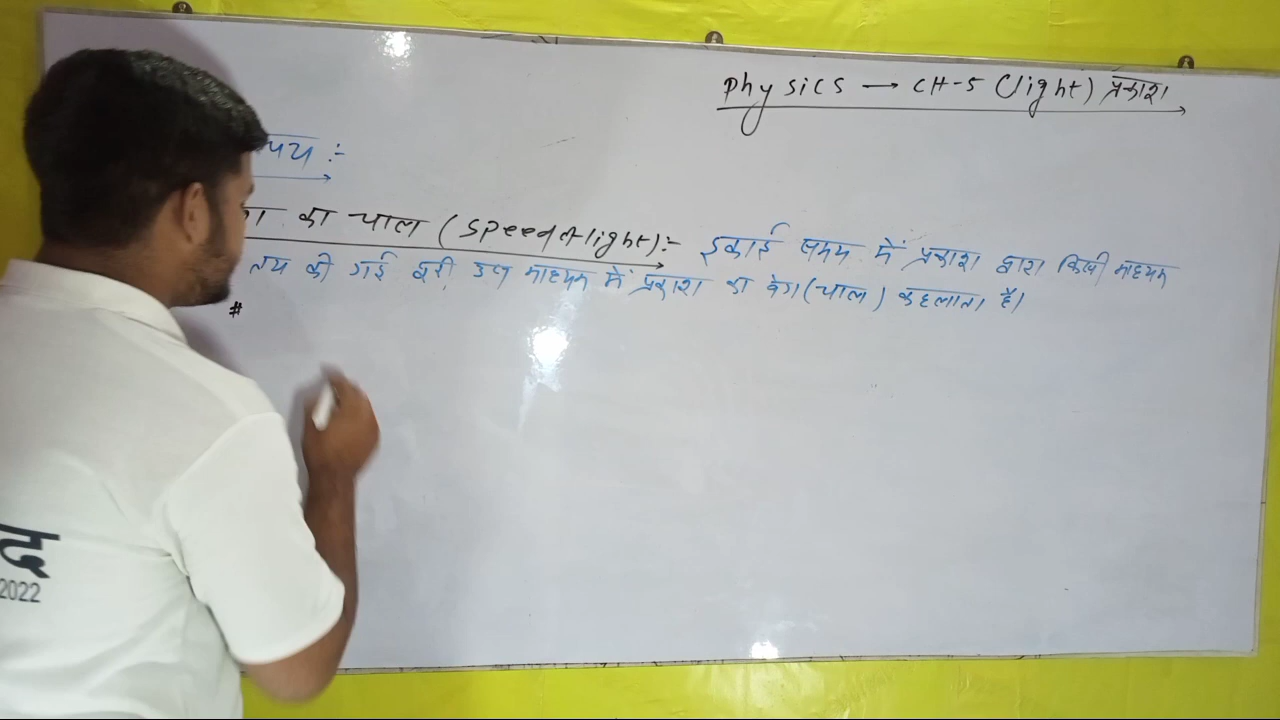 Physics → CH-5 (light) प्रकाश
पय :-
का चाल (Speed of light):- इकाई समय में प्रकाश द्वारा किसी माध्यम
तय की गई दूरी, उस माध्यम में प्रकाश का वेग (चाल) कहलाता है।
#
द
2022